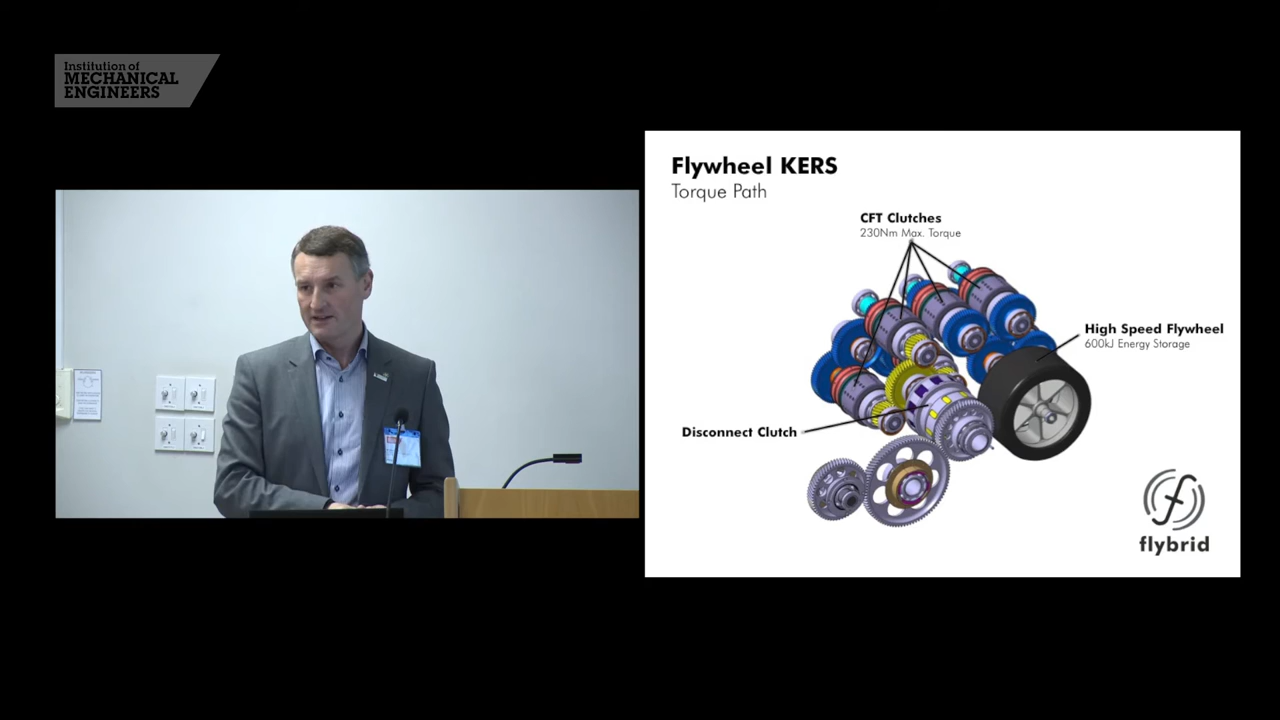 Institution of
MECHANICAL
ENGINEERS
Flywheel KERS
Torque Path
CFT Clutches
230Nm Max. Torque
High Speed Flywheel
600kJ Energy Storage
Disconnect Clutch
flybrid